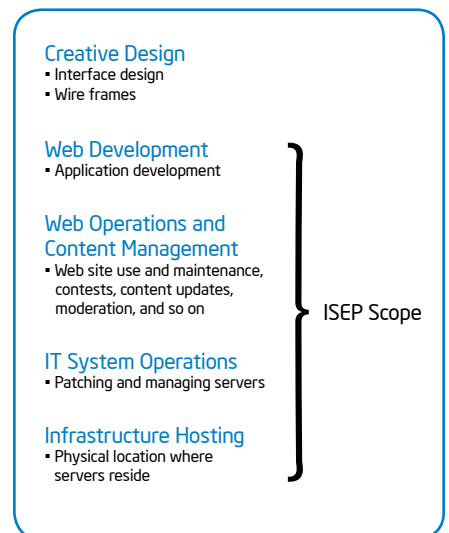 Creative Design
▪ Interface design
▪ Wire frames
Web Development
▪ Application development
Web Operations and
Content Management
▪ Web site use and maintenance,
contests, content updates,
moderation, and so on
ISEP Scope
IT System Operations
▪ Patching and managing servers
Infrastructure Hosting
▪ Physical location where
servers reside